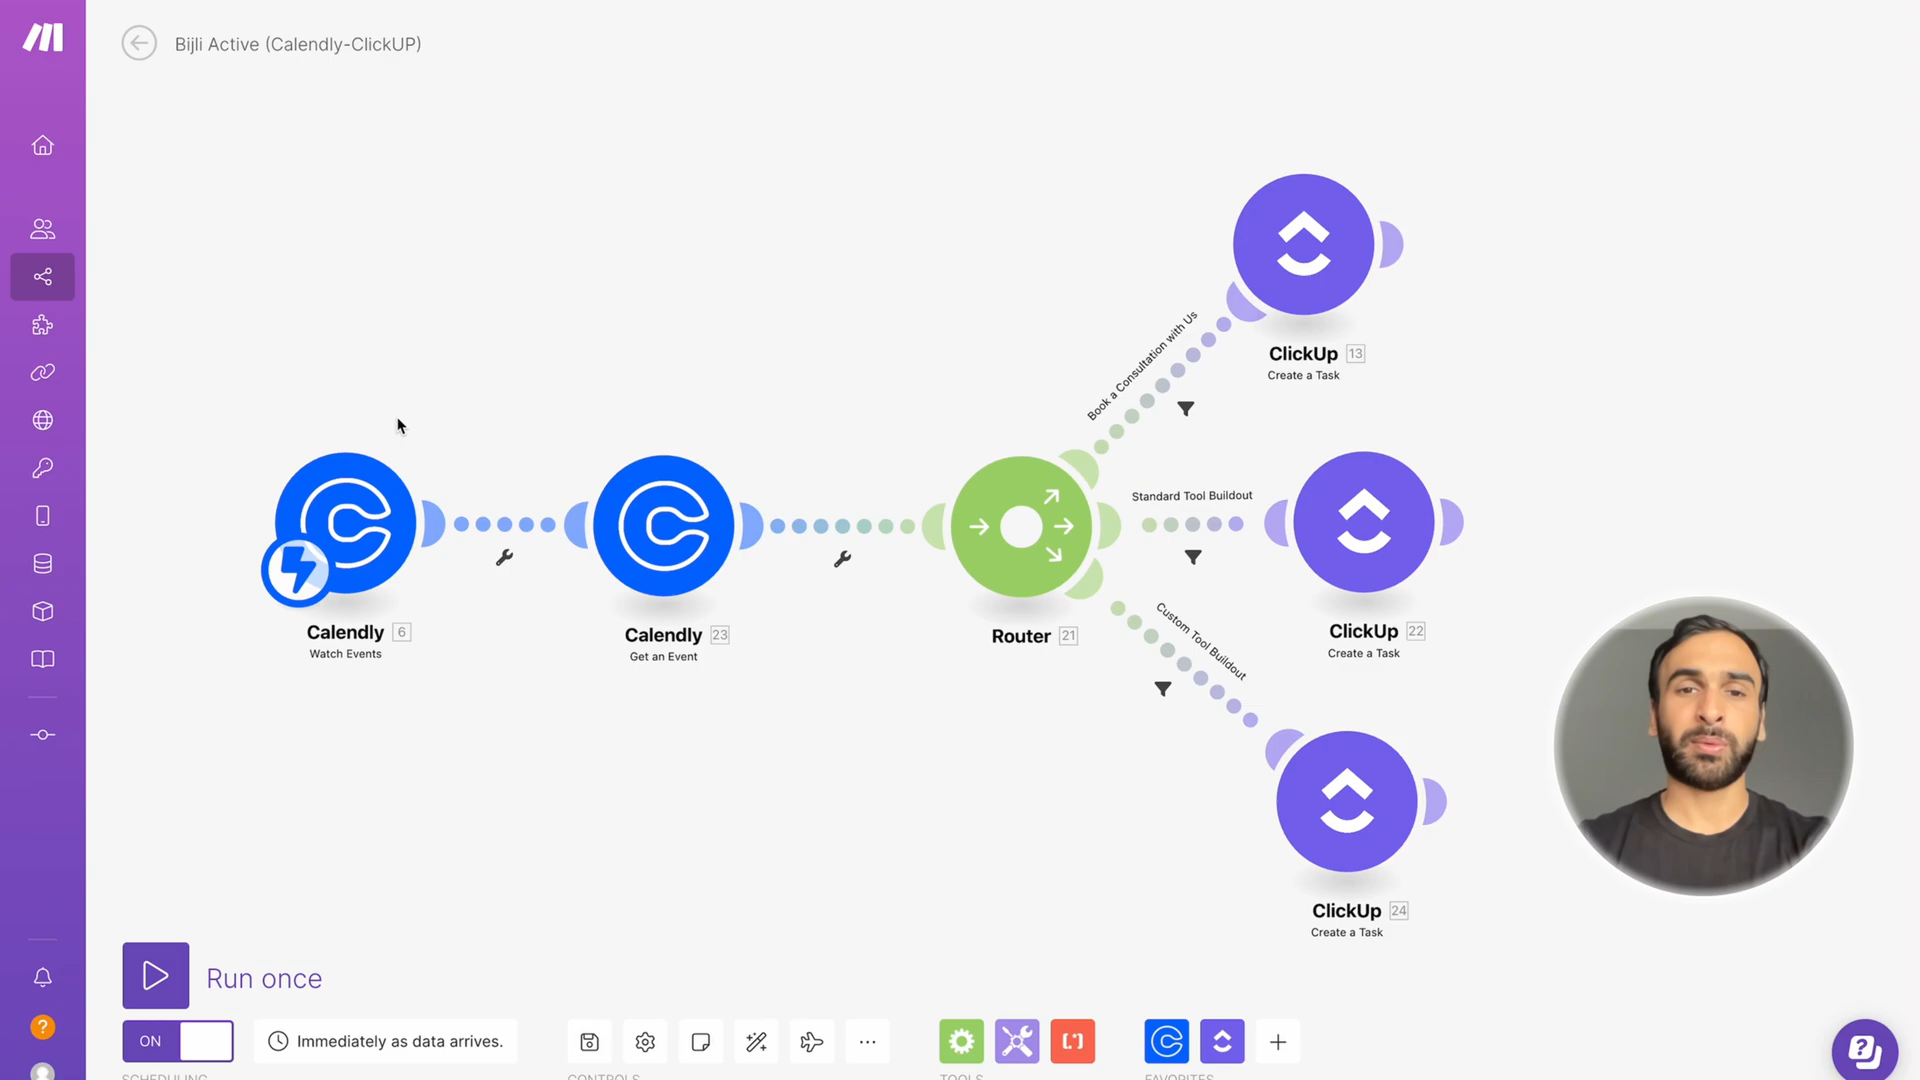 Bijli Active (Calendly-ClickUP)
Book a Consultation with Us
ClickUp 13
Create a Task
Standard Tool Buildout
Calendly 6
Watch Events
Calendly 23
Get an Event
Router 21
ClickUp 22
Create a Task
Custom Tool Buildout
ClickUp 24
Create a Task
Run once
ON
Immediately as data arrives.
SCHEDULING
CONTROLS
TOOLS
FAVORITES